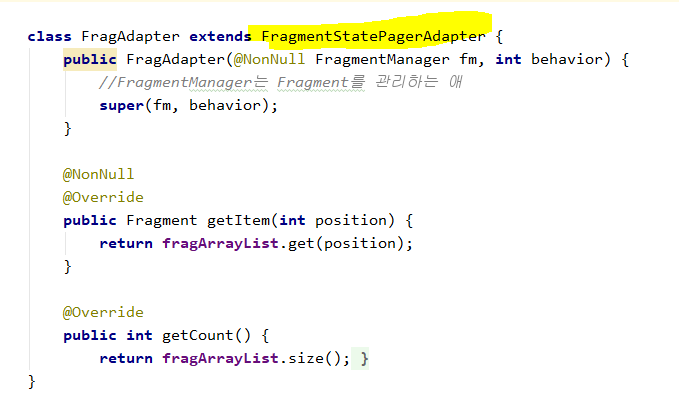 class FragAdapter extends FragmentStatePagerAdapter {
public FragAdapter(@NonNull FragmentManager fm, int behavior) {
//FragmentManager는 Fragment를 관리하는 애
super(fm, behavior);
}
@NonNull
@Override
public Fragment getItem(int position) {
return fragArrayList.get(position);
}
@Override
public int getCount() {
return fragArrayList.size(); }
}